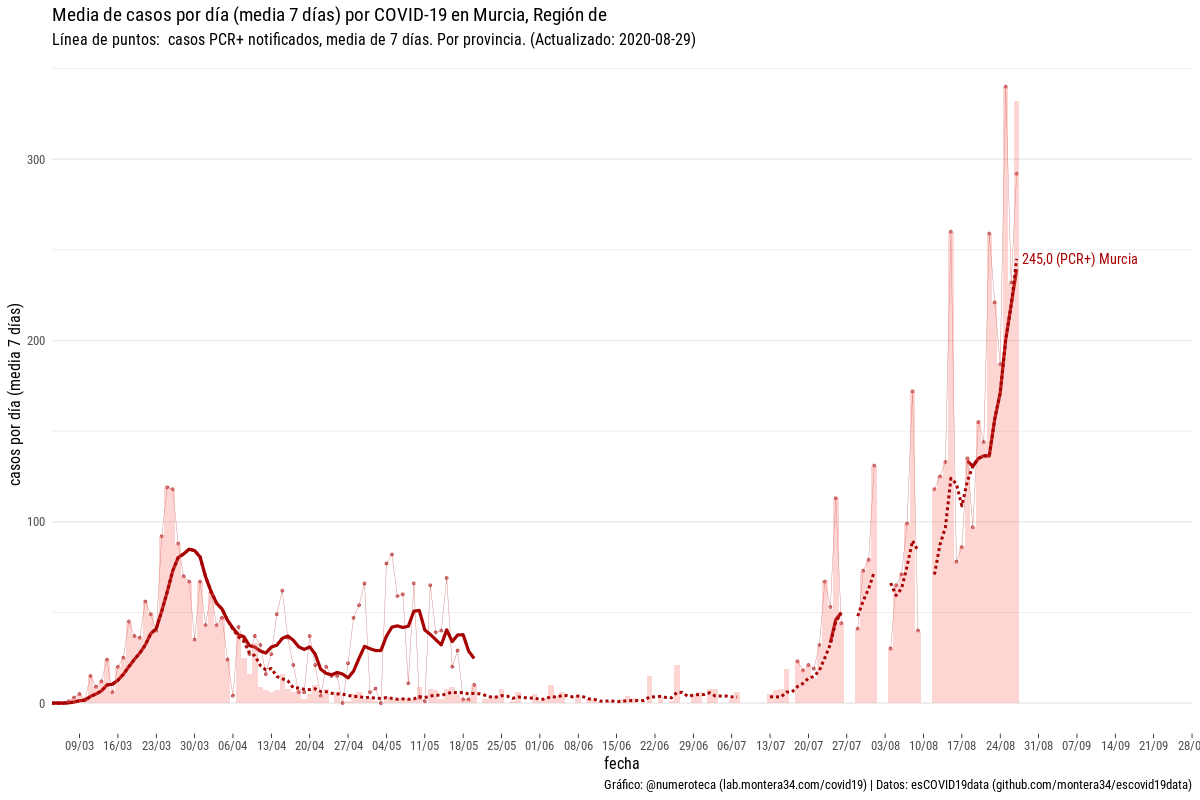 Media de casos por día (media 7 días) por COVID-19 en Murcia, Región de
Línea de puntos:  casos PCR+ notificados, media de 7 días. Por provincia. (Actualizado: 2020-08-29)
casos por día (media 7 días)
300
200
100
0
245,0 (PCR+) Murcia
09/03 16/03 23/03 30/03 06/04 13/04 20/04 27/04 04/05 11/05 18/05 25/05 01/06 08/06 15/06 22/06 29/06 06/07 13/07 20/07 27/07 03/08 10/08 17/08 24/08 31/08 07/09 14/09 21/09 28/0
fecha
Gráfico: @numeroteca (lab.montera34.com/covid19) | Datos: esCOVID19data (github.com/montera34/escovid19data)